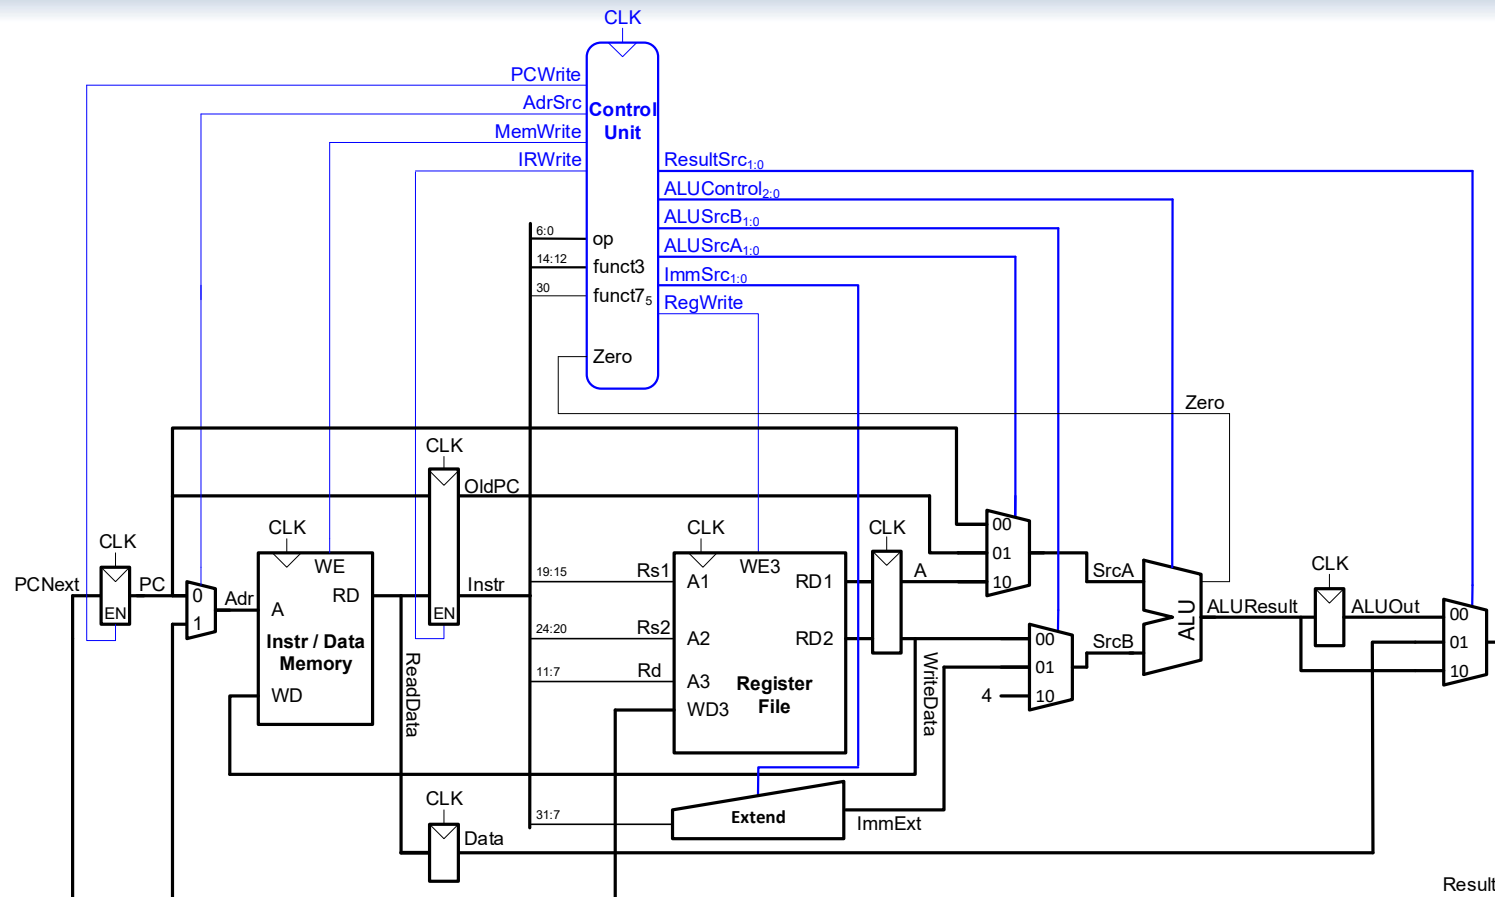 CLK
PCWrite
AdrSrc
MemWrite
IRWrite
Control
Unit
ResultSrc1:0
ALUControl2:0
ALUSrcB1:0
ALUSrcA1:0
ImmSrc1:0
RegWrite
6:0
op
14:12
funct3
30
funct75
Zero
Zero
CLK
OldPC
CLK
PCNext
EN
PC
0
1
Adr
CLK
WE
RD
A
Instr / Data
Memory
WD
EN
Instr
ReadData
19:15
Rs1
24:20
Rs2
11:7
Rd
CLK
WE3
A1
RD1
A2
RD2
A3
WD3
Register
File
CLK
A
WriteData
00
01
10
SrcA
00
01
10
4
SrcB
ALU
ALUResult
CLK
ALUOut
00
01
10
31:7
Extend
ImmExt
CLK
Data
Result